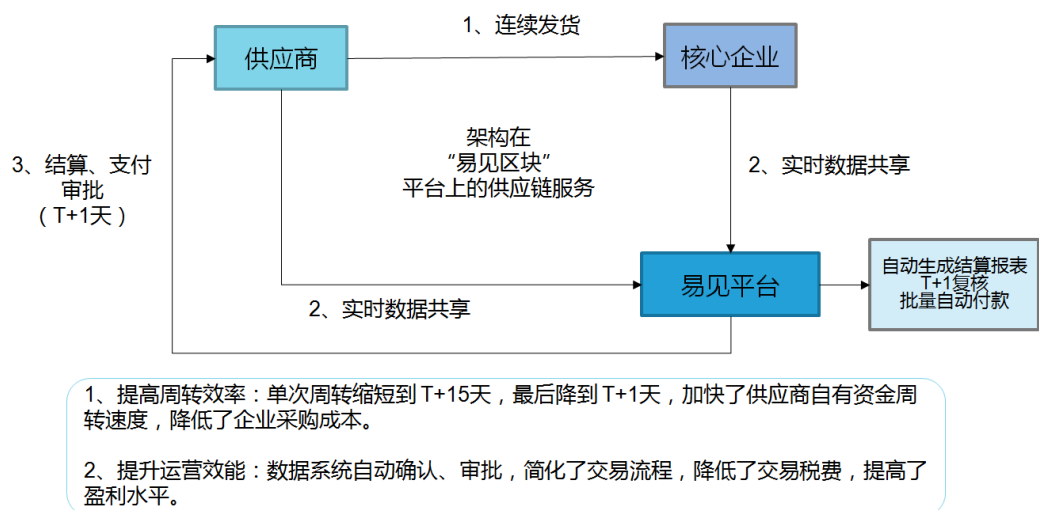 1、连续发货
供应商
核心企业
架构在
“易见区块”
平台上的供应链服务
3、结算、支付
审批
（T+1天）
2、实时数据共享
易见平台
自动生成结算报表
T+1复核
批量自动付款
2、实时数据共享
1、提高周转效率：单次周转缩短到T+15天，最后降到T+1天，加快了供应商自有资金周
转速度，降低了企业采购成本。
2、提升运营效能：数据系统自动确认、审批，简化了交易流程，降低了交易税费，提高了
盈利水平。